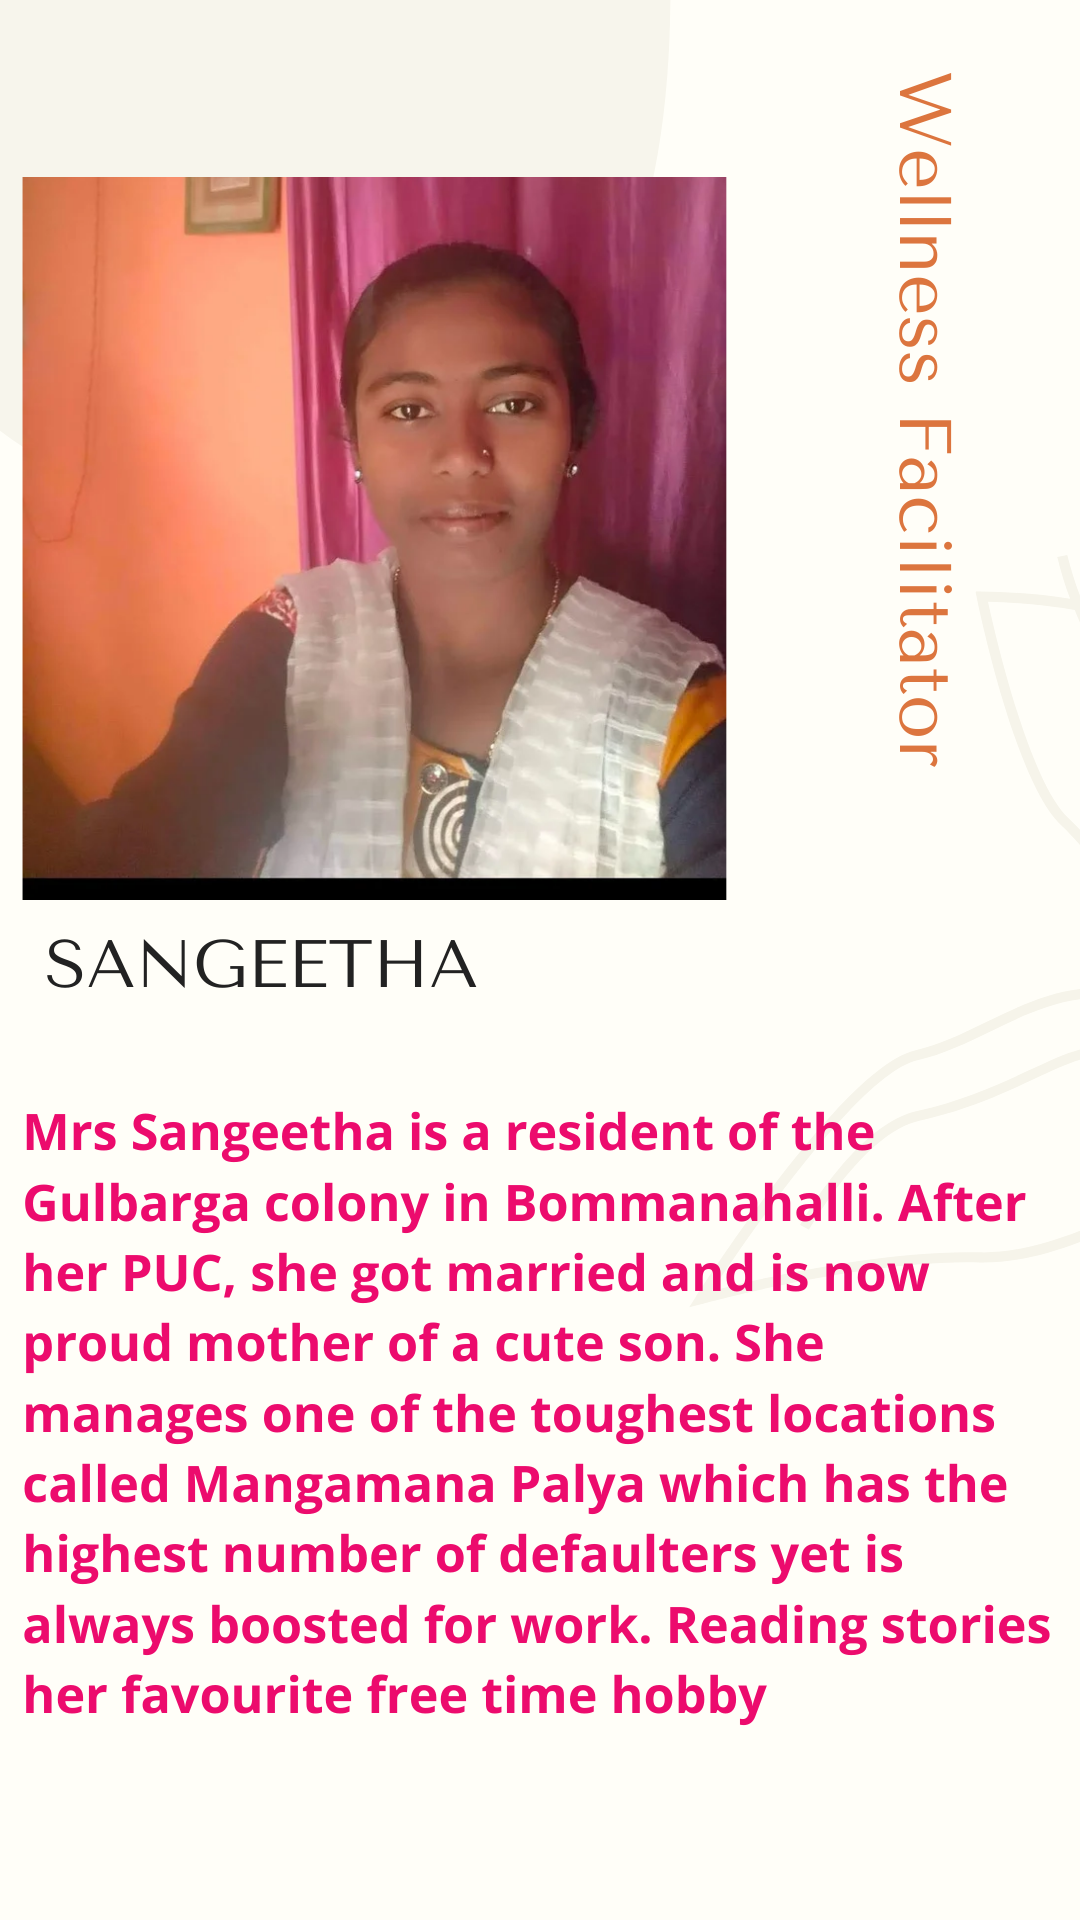 Wellness Facilitator
SANGEETHA
Mrs Sangeetha is a resident of the
Gulbarga colony in Bommanahalli. After
her PUC, she got married and is now
proud mother of a cute son. She
manages one of the toughest locations
called Mangamana Palya which has the
highest number of defaulters yet is
always boosted for work. Reading stories
her favourite free time hobby